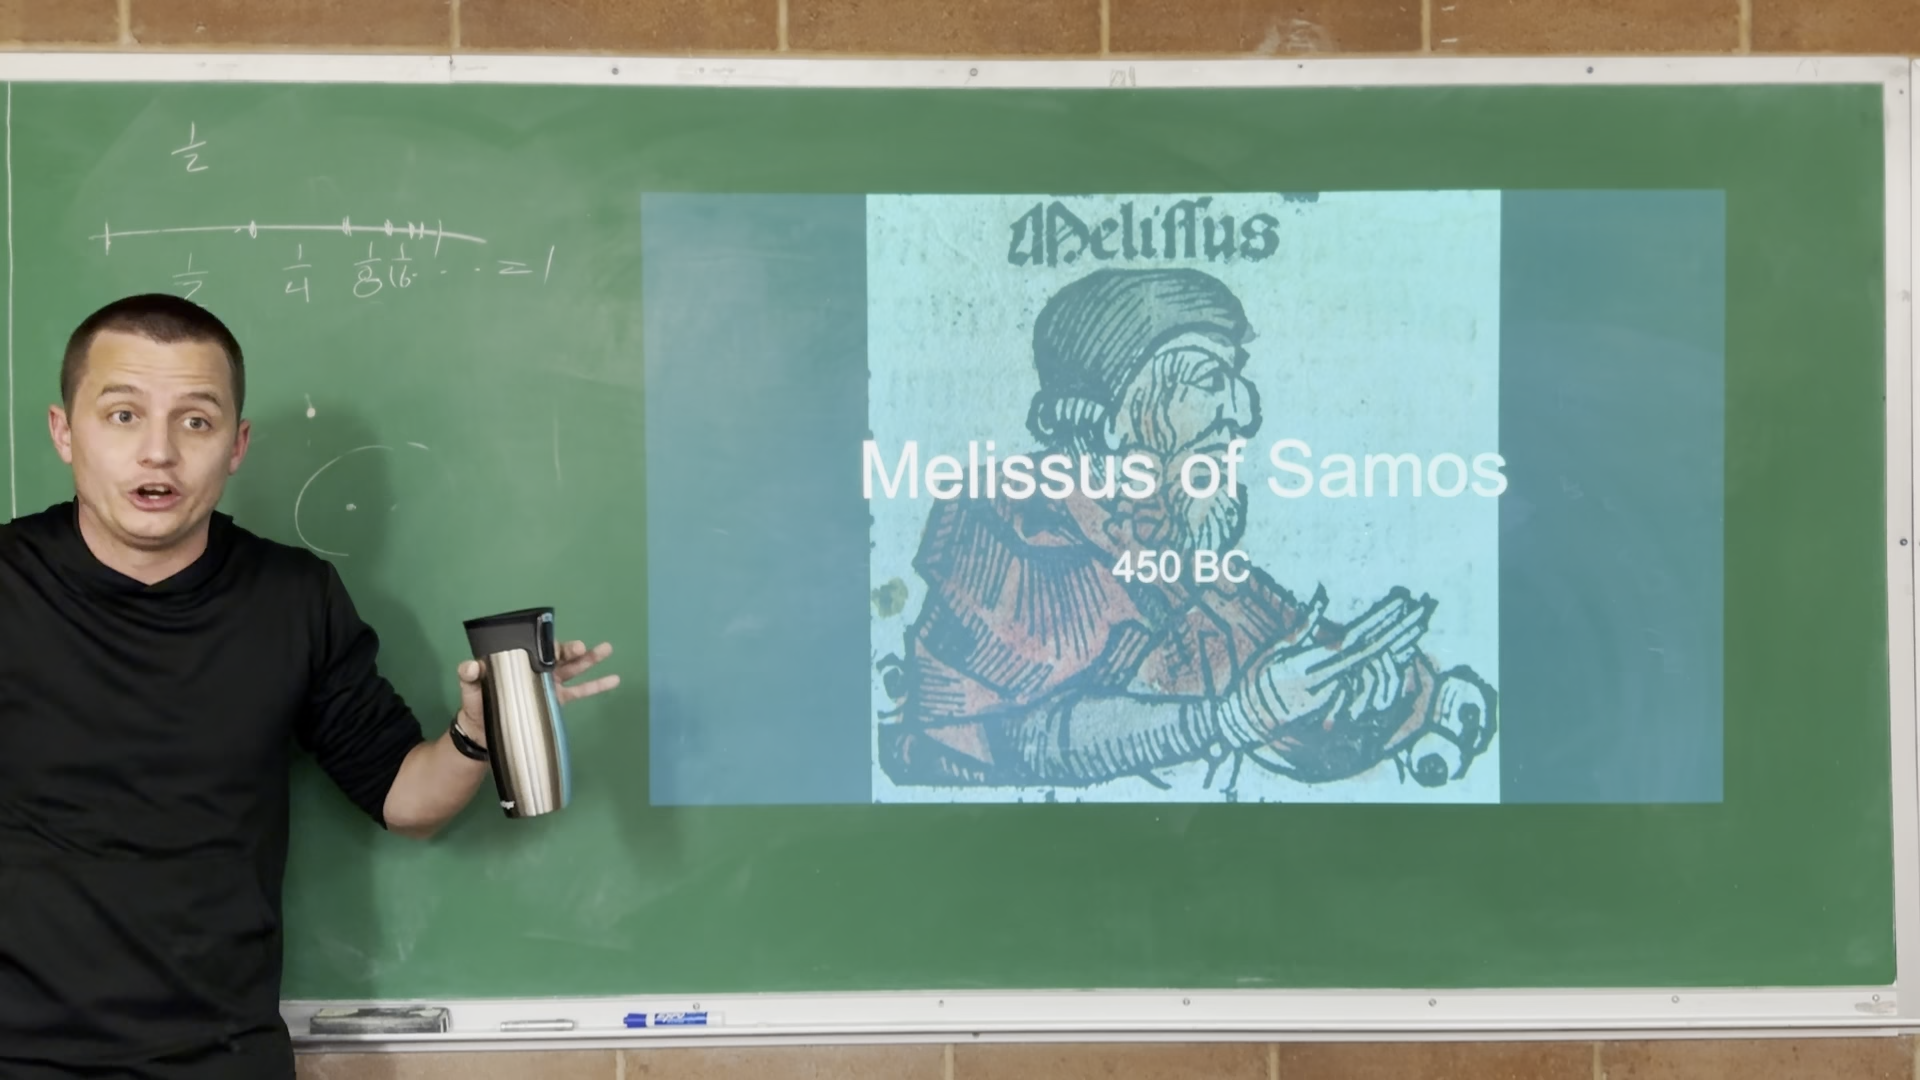 1/2
1/2 1/4 1/8 1/16 . . . = 1
Meliſſus
Melissus of Samos
450 BC